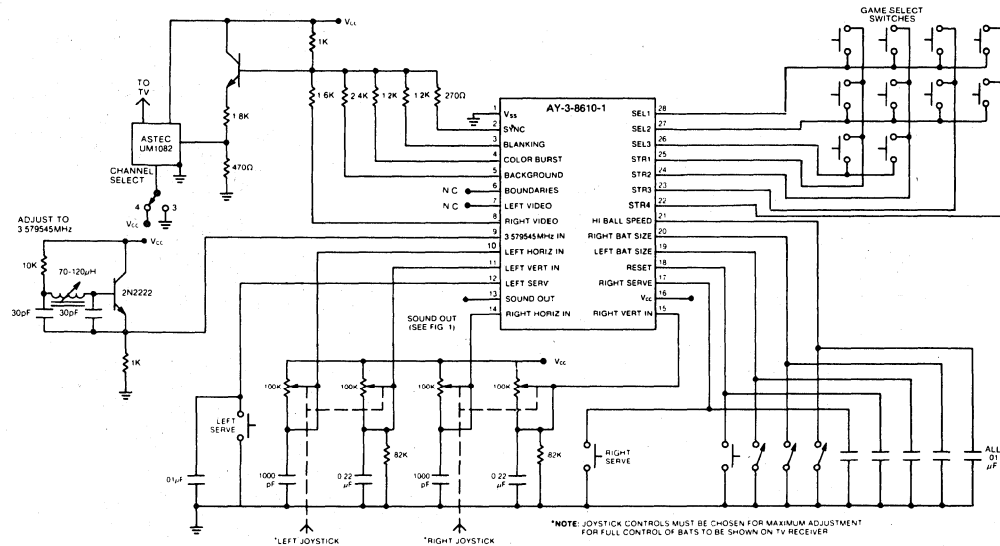 GAME SELECT
SWITCHES
Vcc
1K
TO
TV
1.6K
2.4K
1.2K
1.2K
270Ω
1.8K
ASTEC
UM1082
470Ω
CHANNEL
SELECT
4
3
Vcc
AY-3-8610-1
1 Vss
2 SYNC
3 BLANKING
4 COLOR BURST
5 BACKGROUND
N C 6 BOUNDARIES
N C 7 LEFT VIDEO
8 RIGHT VIDEO
9 3 579545MHz IN
10 LEFT HORIZ IN
11 LEFT VERT IN
12 LEFT SERV
13 SOUND OUT
14 RIGHT HORIZ IN
SEL1 28
SEL2 27
SEL3 26
STR1 25
STR2 24
STR3 23
STR4 22
HI BALL SPEED 21
RIGHT BAT SIZE 20
LEFT BAT SIZE 19
RESET 18
RIGHT SERVE 17
Vcc 16
RIGHT VERT IN 15
SOUND OUT
(SEE FIG 1)
ADJUST TO
3 579545MHz
Vcc
10K
70-120µH
2N2222
30pF
30pF
1K
Vcc
100K
100K
100K
100K
LEFT
SERVE
82K
82K
RIGHT
SERVE
.01µF
1000
pF
0 22
µF
1000
pF
0 22
µF
ALL
.01
µF
*LEFT JOYSTICK
*RIGHT JOYSTICK
*NOTE: JOYSTICK CONTROLS MUST BE CHOSEN FOR MAXIMUM ADJUSTMENT
FOR FULL CONTROL OF BATS TO BE SHOWN ON TV RECEIVER